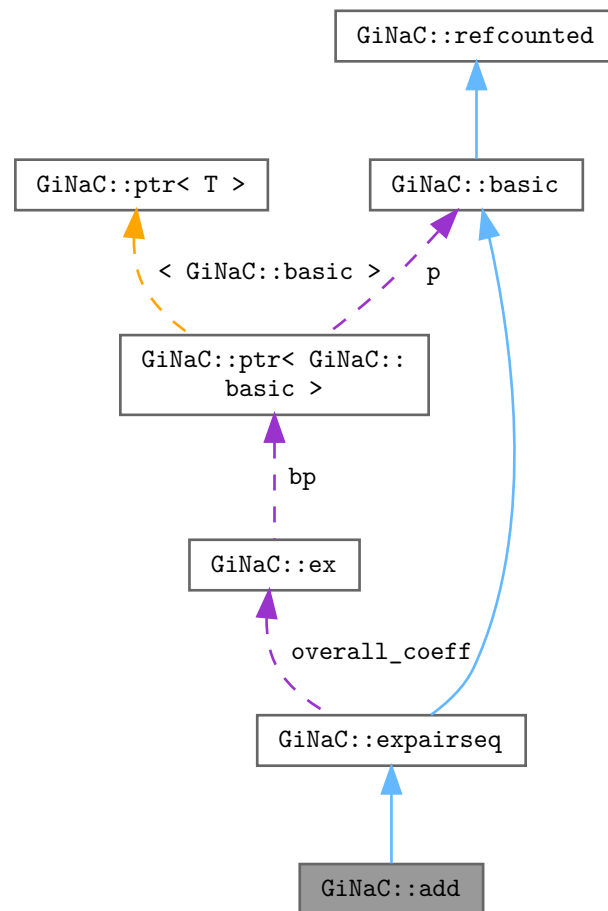 GiNaC::refcounted
GiNaC::ptr< T >
GiNaC::basic
< GiNaC::basic >
p
GiNaC::ptr< GiNaC::
basic >
bp
GiNaC::ex
overall_coeff
GiNaC::expairseq
GiNaC::add